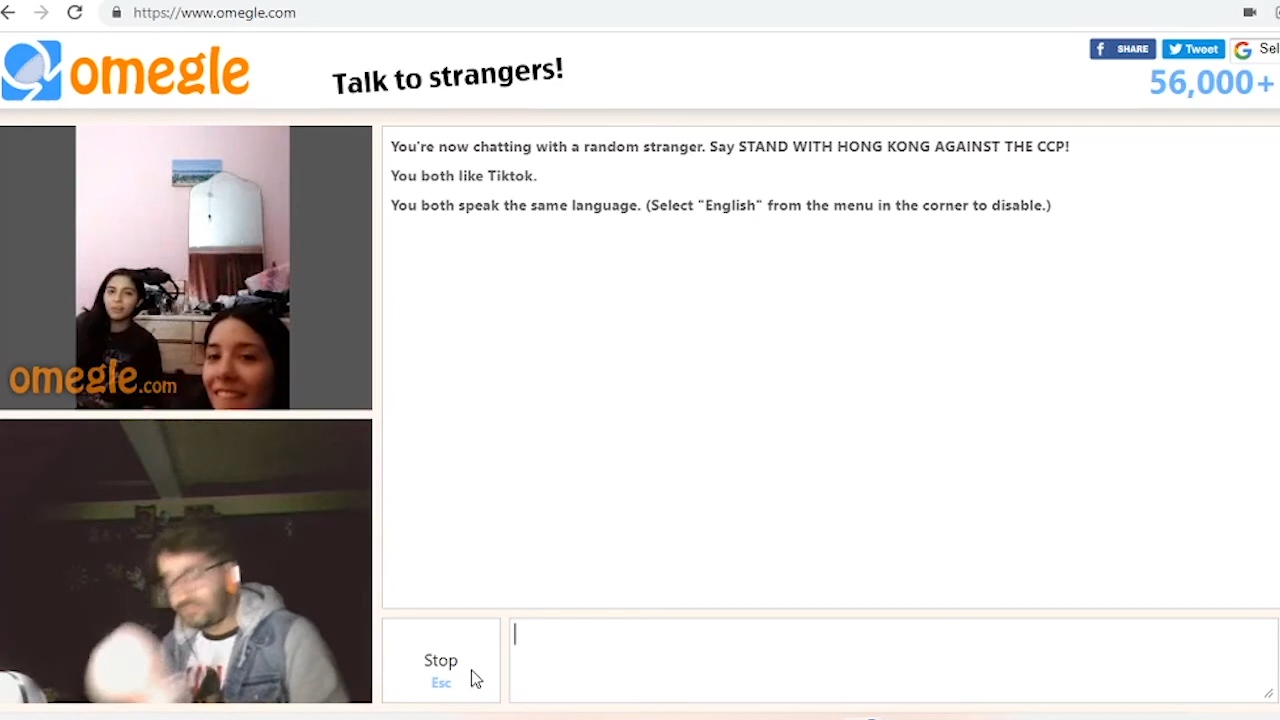 https://www.omegle.com
omegle
Talk to strangers!
SHARE
Tweet
G Sel
56,000+
You're now chatting with a random stranger. Say STAND WITH HONG KONG AGAINST THE CCP!
You both like Tiktok.
You both speak the same language. (Select "English" from the menu in the corner to disable.)
omegle.com
Stop
Esc